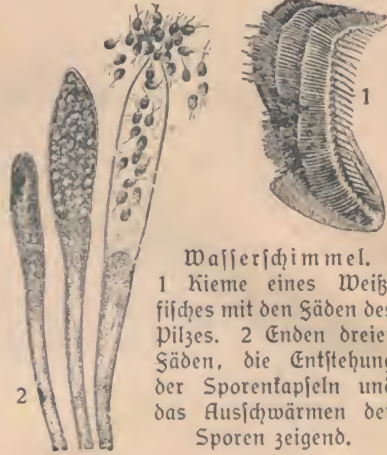 1
2
Wasserschimmel.
1 Kieme eines Weiß-
fisches mit den Fäden des
Pilzes. 2 Enden dreier
Fäden, die Entstehung
der Sporenkapseln und
das Ausschwärmen der
Sporen zeigend.